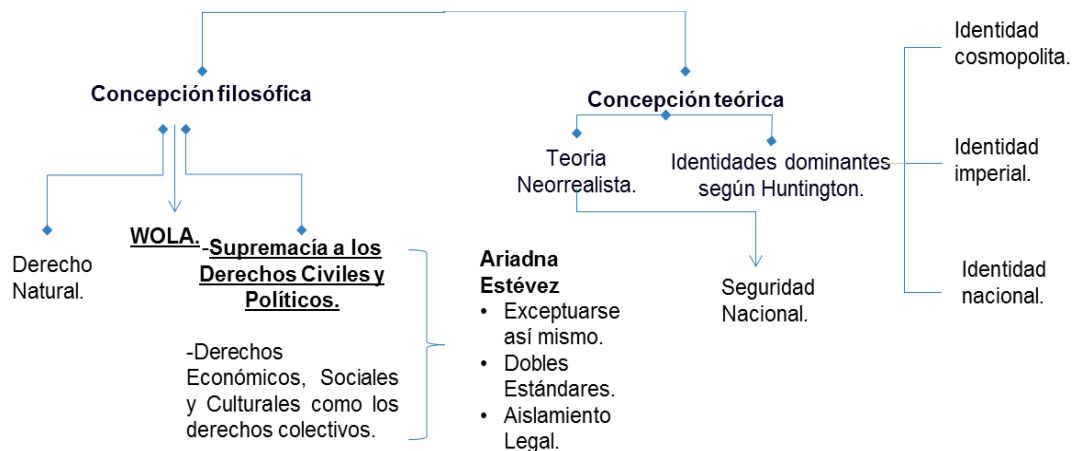 Concepción filosófica
Derecho
Natural.
WOLA.
-Supremacía a los
Derechos Civiles y
Políticos.
-Derechos
Económicos, Sociales
y Culturales como los
derechos colectivos.
Ariadna
Estévez
• Exceptuarse
así mismo.
• Dobles
Estándares.
• Aislamiento
Legal.
Concepción teórica
Teoria
Neorrealista.
Seguridad
Nacional.
Identidades dominantes
según Huntington.
Identidad
cosmopolita.
Identidad
imperial.
Identidad
nacional.